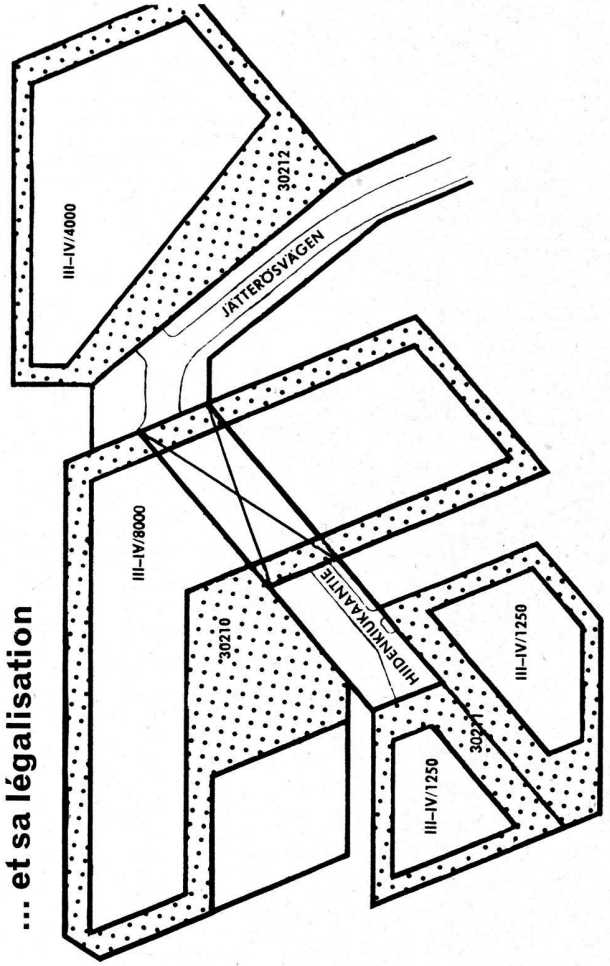 ... et sa légalisation
III–IV/4000
30212
JÄTTERÖSVÄGEN
III–IV/8000
30210
HIIDENKIUKAANTIE
III–IV/1250
30211
III–IV/1250